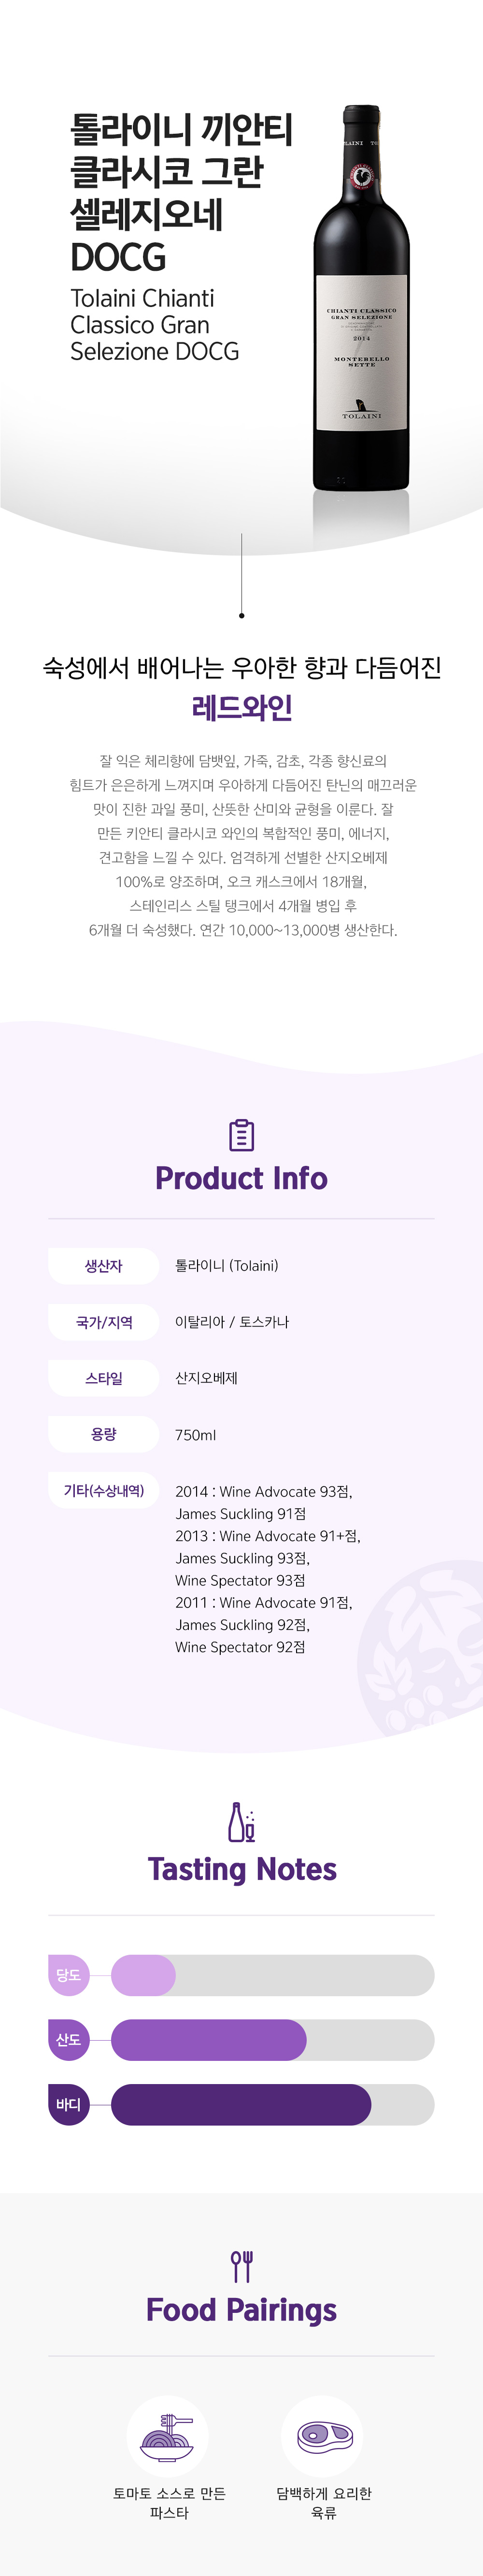 톨라이니 끼안티
클라시코 그란
셀레지오네
DOCG
Tolaini Chianti
Classico Gran
Selezione DOCG
CHIANTI CLASSICO
GRAN SELEZIONE
2014
MONTEBELLO
SETTE
TOLAINI
숙성에서 배어나는 우아한 향과 다듬어진
레드와인
잘 익은 체리향에 담뱃잎, 가죽, 감초, 각종 향신료의
힘트가 은은하게 느껴지며 우아하게 다듬어진 탄닌의 매끄러운
맛이 진한 과일 풍미, 산뜻한 산미와 균형을 이룬다. 잘
만든 키안티 클라시코 와인의 복합적인 풍미, 에너지,
견고함을 느낄 수 있다. 엄격하게 선별한 산지오베제
100%로 양조하며, 오크 캐스크에서 18개월,
스테인리스 스틸 탱크에서 4개월 병입 후
6개월 더 숙성했다. 연간 10,000~13,000병 생산한다.
Product Info
생산자
톨라이니 (Tolaini)
국가/지역
이탈리아 / 토스카나
스타일
산지오베제
용량
750ml
기타(수상내역)
2014 : Wine Advocate 93점,
James Suckling 91점
2013 : Wine Advocate 91+점,
James Suckling 93점,
Wine Spectator 93점
2011 : Wine Advocate 91점,
James Suckling 92점,
Wine Spectator 92점
Tasting Notes
당도
산도
바디
Food Pairings
토마토 소스로 만든
파스타
담백하게 요리한
육류